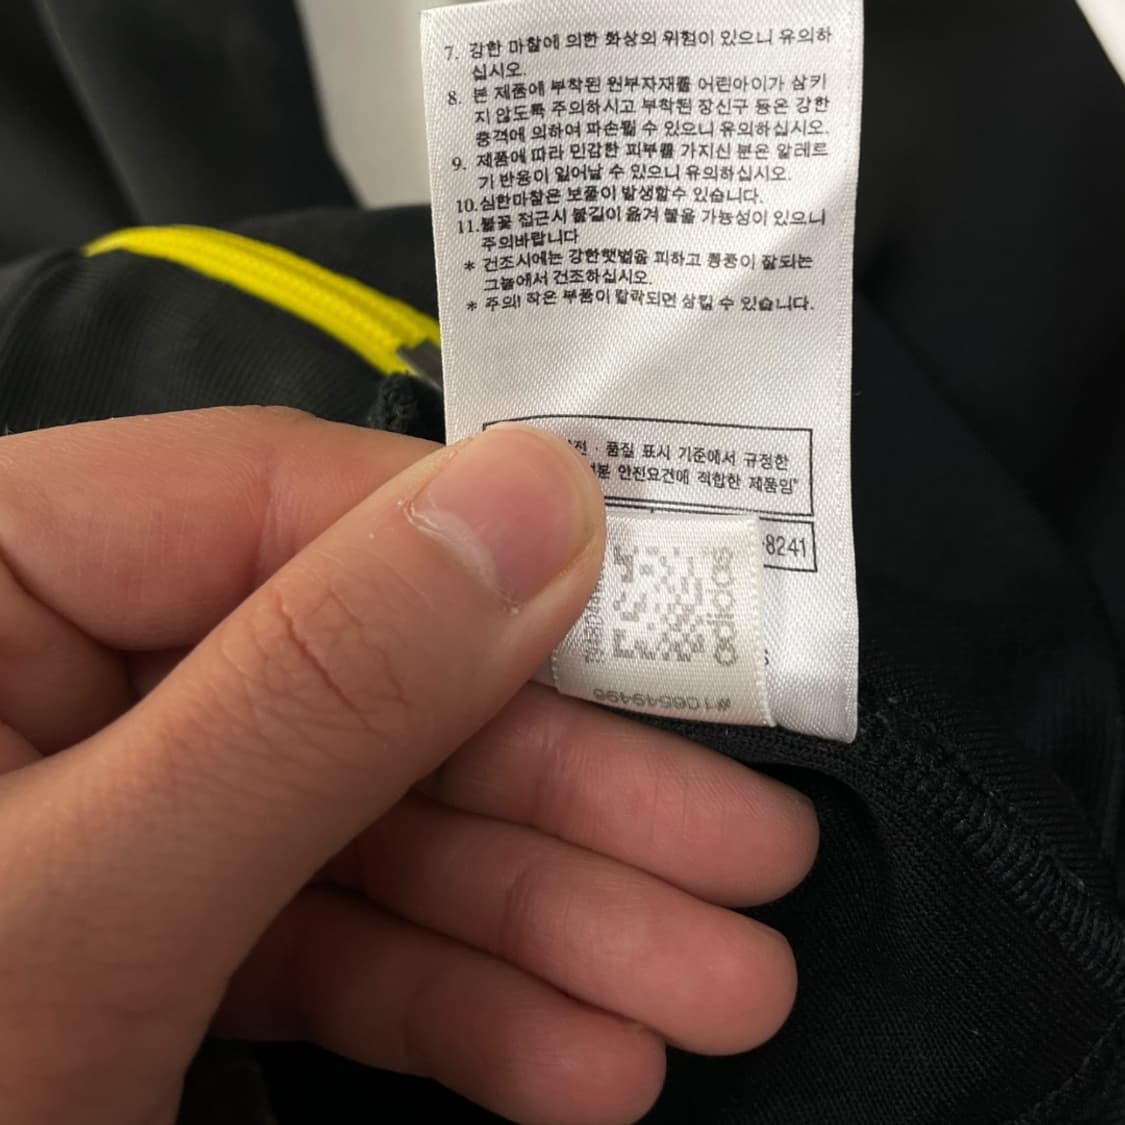 7. 강한 마찰에 의한 화상의 위험이 있으니 유의하
십시오.
8. 본 제품에 부착된 원부자재를 어린아이가 삼키
지 않도록 주의하시고 부착된 장신구 등은 강한
충격에 의하여 파손될 수 있으니 유의하십시오.
9. 제품에 따라 민감한 피부를 가지신 분은 알레르
기 반응이 일어날 수 있으니 유의하십시오.
10.심한마찰은 보풀이 발생할수 있습니다.
11.불꽃 접근시 불길이 옮겨 붙을 가능성이 있으니
주의바랍니다
* 건조시에는 강한햇볕을 피하고 통풍이 잘되는
그늘에서 건조하십시오.
* 주의! 작은 부품이 탈락되면 삼킬 수 있습니다.
전 · 품질 표시 기준에서 규정한
안전요건에 적합한 제품임"
-8241
adidas
#10654949